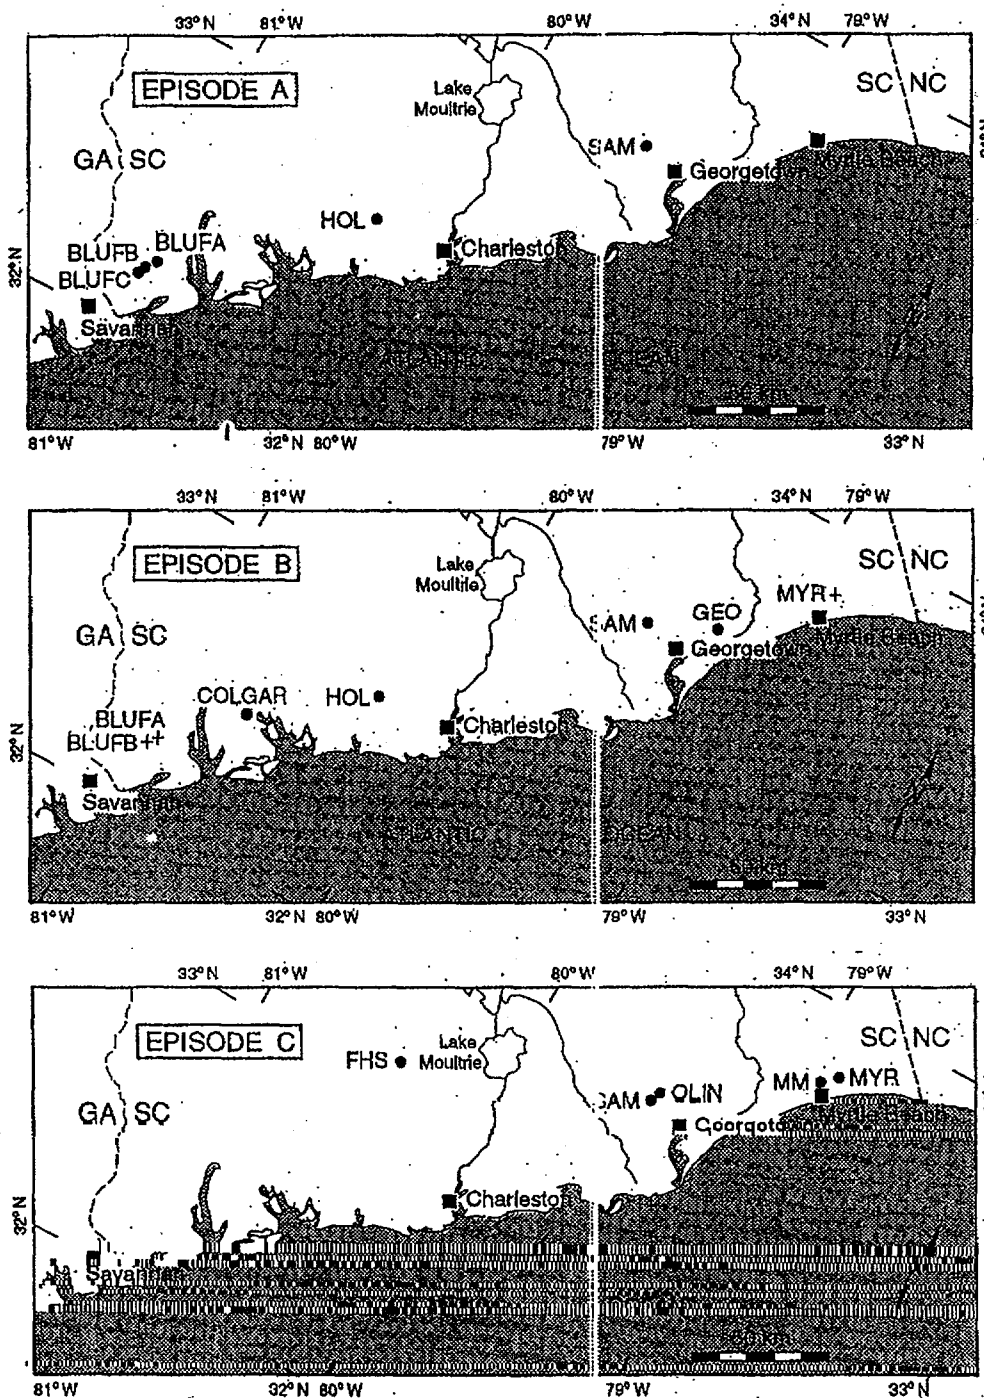 33°N 81°W 80°W 34°N 79°W
EPISODE A
Lake
Moultrie
SC NC
GA SC
SAM
Myrtle Beach
Georgetown
HOL
BLUFB BLUFA
Charleston
BLUFC
32°N
Savannah
ATLANTIC OCEAN
81°W 32°N 80°W 79°W 33°N
33°N 81°W 80°W 34°N 79°W
EPISODE B
Lake
Moultrie
SC NC
MYR+
GEO
SAM
GA SC
Myrtle Beach
Georgetown
COLGAR HOL
BLUFA
Charleston
BLUFB++
32°N
Savannah
ATLANTIC OCEAN
50 km
81°W 32°N 80°W 79°W 33°N
33°N 81°W 80°W 34°N 79°W
EPISODE C
Lake
Moultrie
SC NC
FHS
MM MYR
OLIN
SAM
GA SC
Myrtle Beach
Georgetown
Charleston
32°N
Savannah
50 km
81°W 32°N 80°W 79°W 33°N